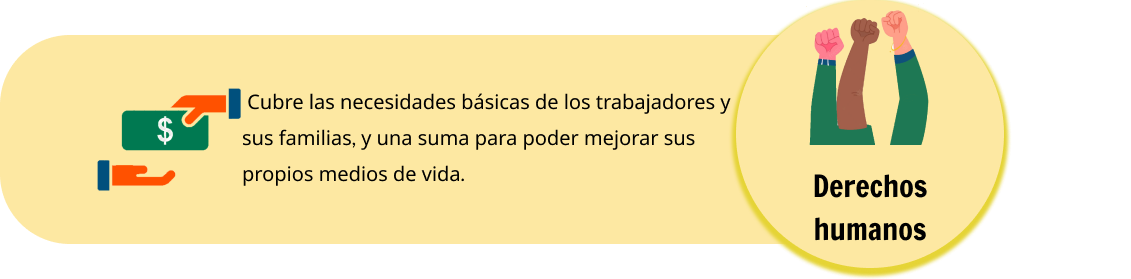 $
Cubre las necesidades básicas de los trabajadores y
sus familias, y una suma para poder mejorar sus
propios medios de vida.
Derechos
humanos